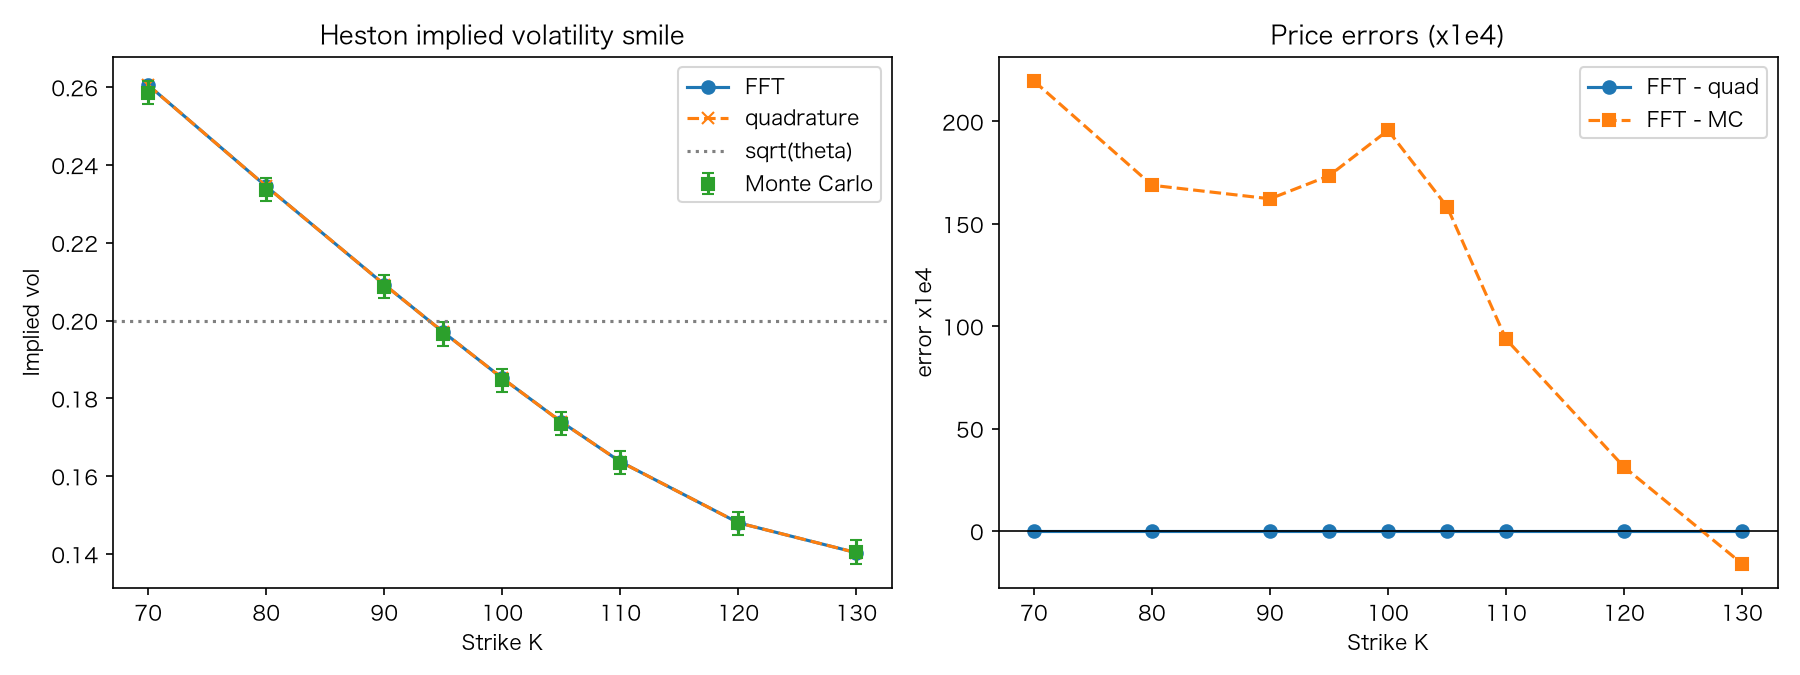 Heston implied volatility smile
FFT
quadrature
sqrt(theta)
Monte Carlo
0.26
0.24
0.22
0.20
0.18
0.16
0.14
Implied vol
70 80 90 100 110 120 130
Strike K
Price errors (x1e4)
FFT - quad
FFT - MC
200
150
100
50
0
error x1e4
70 80 90 100 110 120 130
Strike K